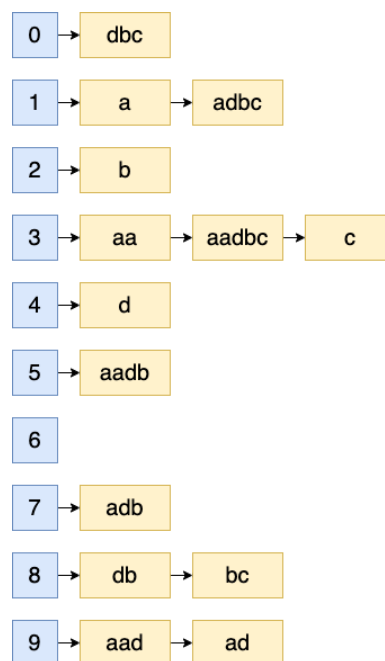 0 dbc
1 a adbc
2 b
3 aa aadbc c
4 d
5 aadb
6
7 adb
8 db bc
9 aad ad